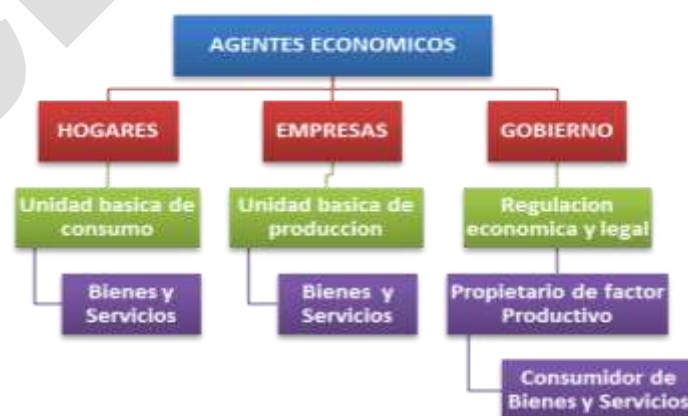 AGENTES ECONOMICOS
HOGARES
EMPRESAS
GOBIERNO
Unidad basica de
consumo
Unidad basica de
produccion
Regulacion
economica y legal
Bienes y
Servicios
Bienes y
Servicios
Propietario de factor
Productivo
Consumidor de
Bienes y Servicios